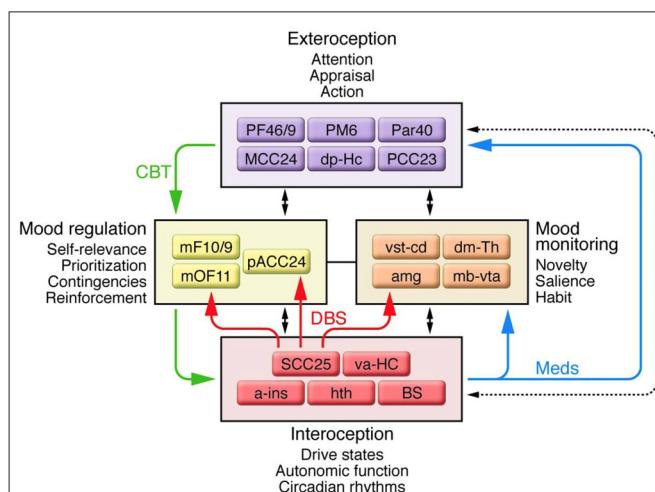 Exteroception
Attention
Appraisal
Action
PF46/9 PM6 Par40
MCC24 dp-Hc PCC23
CBT
Mood regulation
Self-relevance
Prioritization
Contingencies
Reinforcement
mF10/9
mOF11
pACC24
vst-cd dm-Th
amg mb-vta
Mood
monitoring
Novelty
Salience
Habit
DBS
SCC25 va-HC
a-ins hth BS
Meds
Interoception
Drive states
Autonomic function
Circadian rhythms